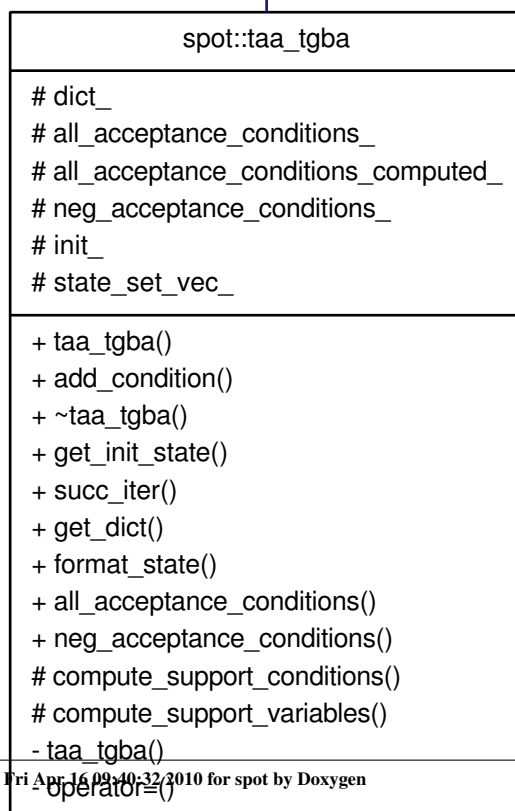 spot::taa_tgba
# dict_
# all_acceptance_conditions_
# all_acceptance_conditions_computed_
# neg_acceptance_conditions_
# init_
# state_set_vec_
+ taa_tgba()
+ add_condition()
+ ~taa_tgba()
+ get_init_state()
+ succ_iter()
+ get_dict()
+ format_state()
+ all_acceptance_conditions()
+ neg_acceptance_conditions()
# compute_support_conditions()
# compute_support_variables()
- taa_tgba()
Fri Apr 16 09:40:32 2010 for spot by Doxygen
- operator=()